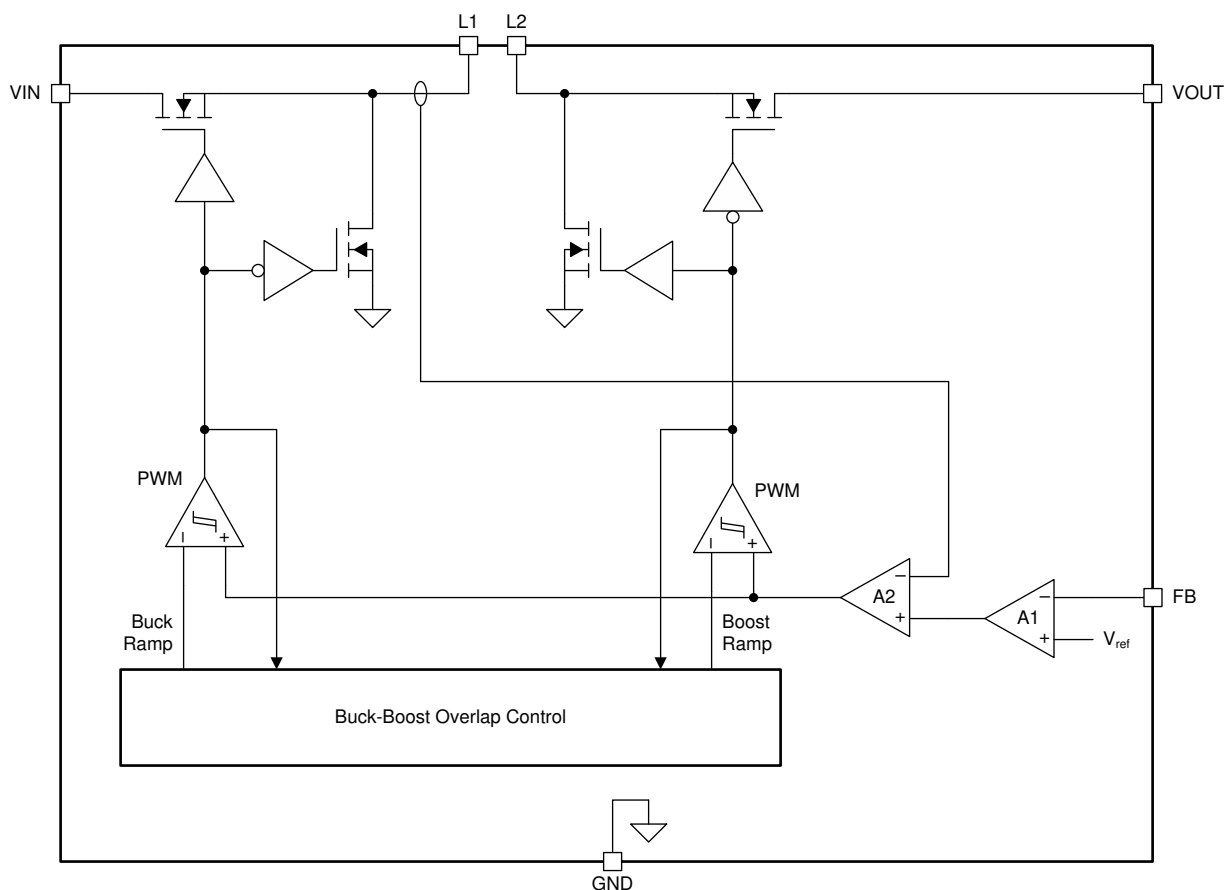 L1
L2
VIN
VOUT
PWM
PWM
– +
– +
A2
–
+
A1
–
+
FB
Vref
Buck
Ramp
Boost
Ramp
Buck-Boost Overlap Control
GND